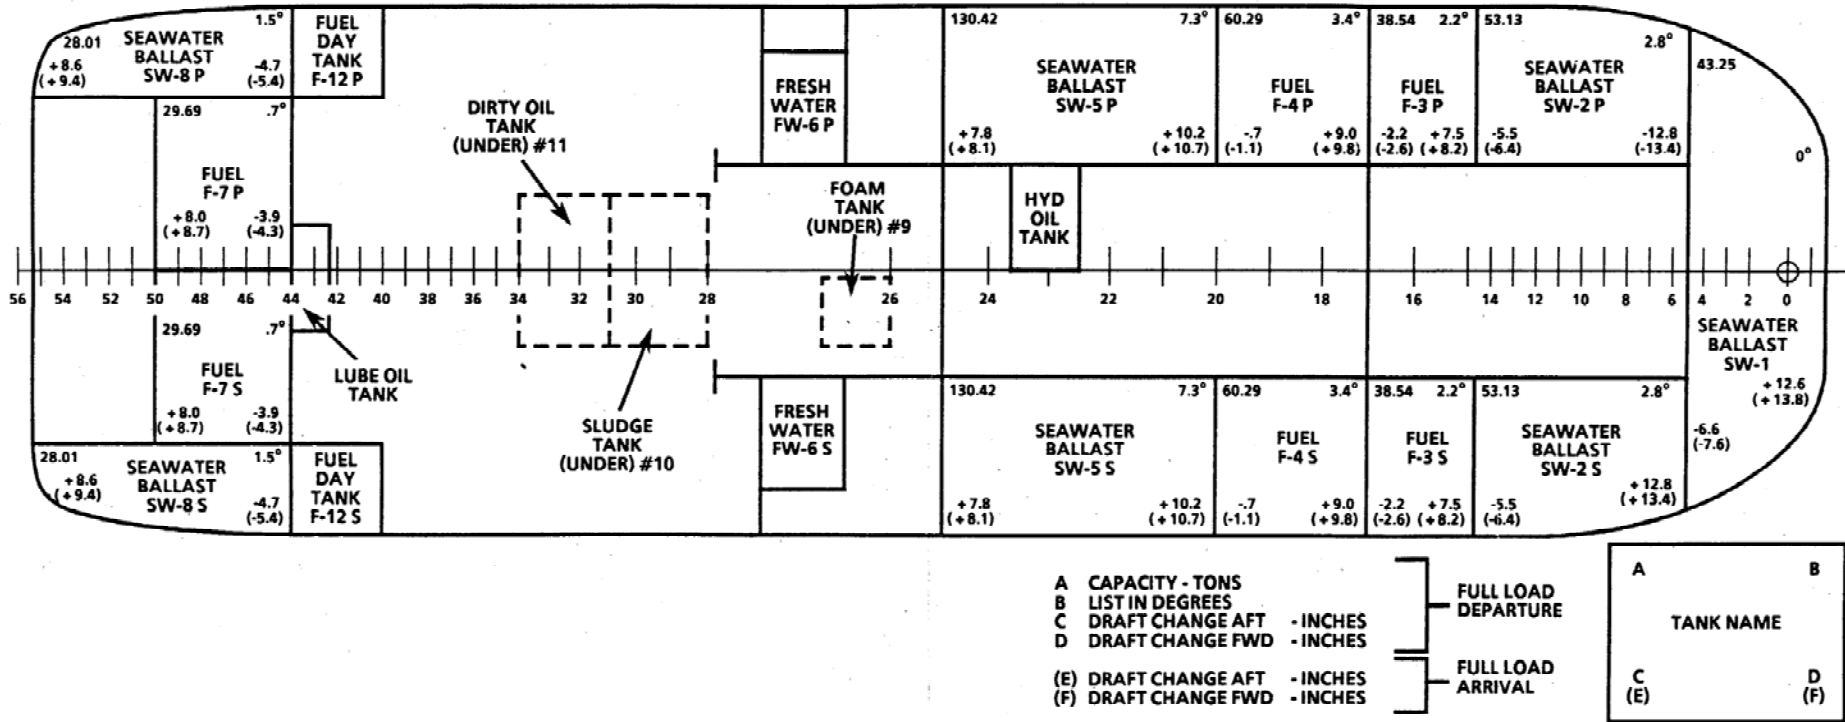 28.01
1.5°
SEAWATER
BALLAST
SW-8 P
+8.6
(+9.4)
-4.7
(-5.4)
FUEL
DAY
TANK
F-12 P
29.69
.7°
FUEL
F-7 P
+8.0
(+8.7)
-3.9
(-4.3)
DIRTY OIL
TANK
(UNDER) #11
FRESH
WATER
FW-6 P
FOAM
TANK
(UNDER) #9
130.42
7.3°
SEAWATER
BALLAST
SW-5 P
+7.8
(+8.1)
+10.2
(+10.7)
HYD
OIL
TANK
60.29
3.4°
FUEL
F-4 P
-.7
(-1.1)
+9.0
(+9.8)
38.54
2.2°
FUEL
F-3 P
-2.2
(-2.6)
+7.5
(+8.2)
53.13
2.8°
SEAWATER
BALLAST
SW-2 P
-5.5
(-6.4)
-12.8
(-13.4)
43.25
0°
56 54 52 50 48 46 44 42 40 38 36 34 32 30 28 26 24 22 20 18 16 14 12 10 8 6 4 2 0
29.69
.7°
FUEL
F-7 S
+8.0
(+8.7)
-3.9
(-4.3)
LUBE OIL
TANK
SLUDGE
TANK
(UNDER) #10
28.01
1.5°
SEAWATER
BALLAST
SW-8 S
+8.6
(+9.4)
-4.7
(-5.4)
FUEL
DAY
TANK
F-12 S
FRESH
WATER
FW-6 S
130.42
7.3°
SEAWATER
BALLAST
SW-5 S
+7.8
(+8.1)
+10.2
(+10.7)
60.29
3.4°
FUEL
F-4 S
-.7
(-1.1)
+9.0
(+9.8)
38.54
2.2°
FUEL
F-3 S
-2.2
(-2.6)
+7.5
(+8.2)
53.13
2.8°
SEAWATER
BALLAST
SW-2 S
-5.5
(-6.4)
+12.8
(+13.4)
SEAWATER
BALLAST
SW-1
+12.6
(+13.8)
-6.6
(-7.6)
A CAPACITY - TONS
B LIST IN DEGREES
C DRAFT CHANGE AFT - INCHES
D DRAFT CHANGE FWD - INCHES
FULL LOAD
DEPARTURE
(E) DRAFT CHANGE AFT - INCHES
(F) DRAFT CHANGE FWD - INCHES
FULL LOAD
ARRIVAL
A B
TANK NAME
C D
(E) (F)